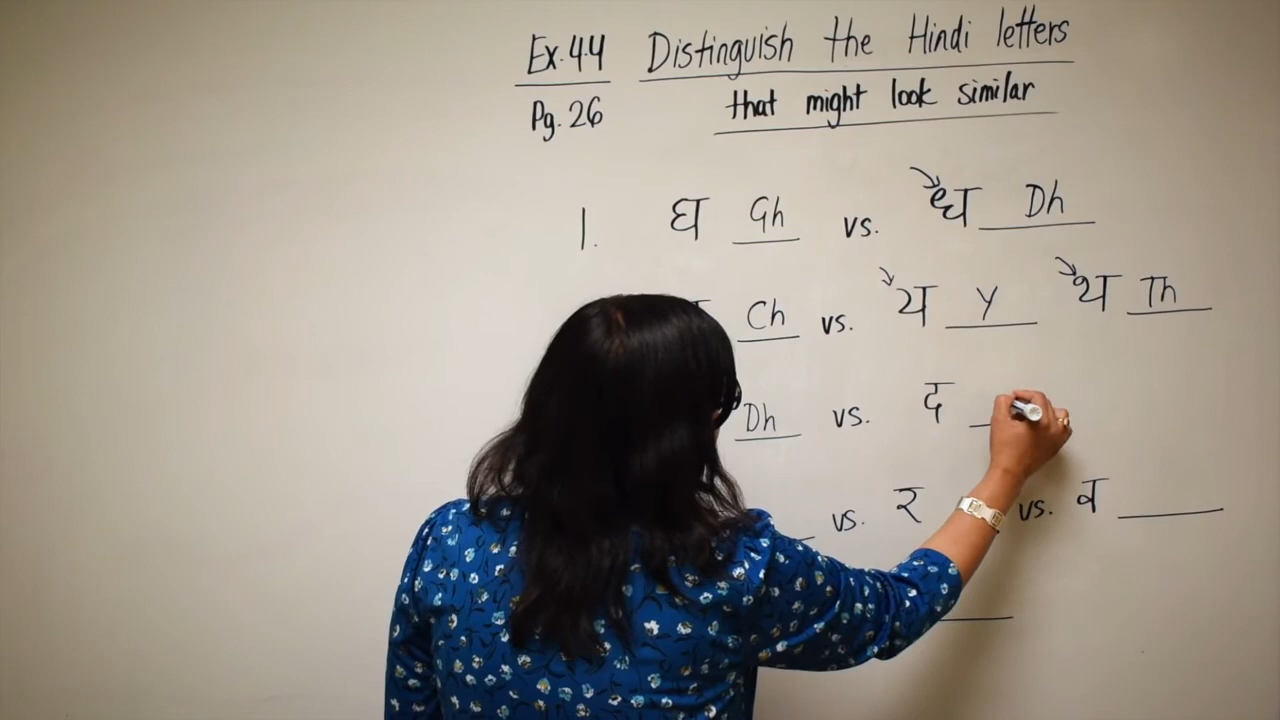 Ex. 4.4 Distinguish the Hindi letters
Pg. 26 that might look similar
1. घ Gh vs. ध Dh
Ch vs. य Y थ Th
Dh vs. द
vs. र vs. व